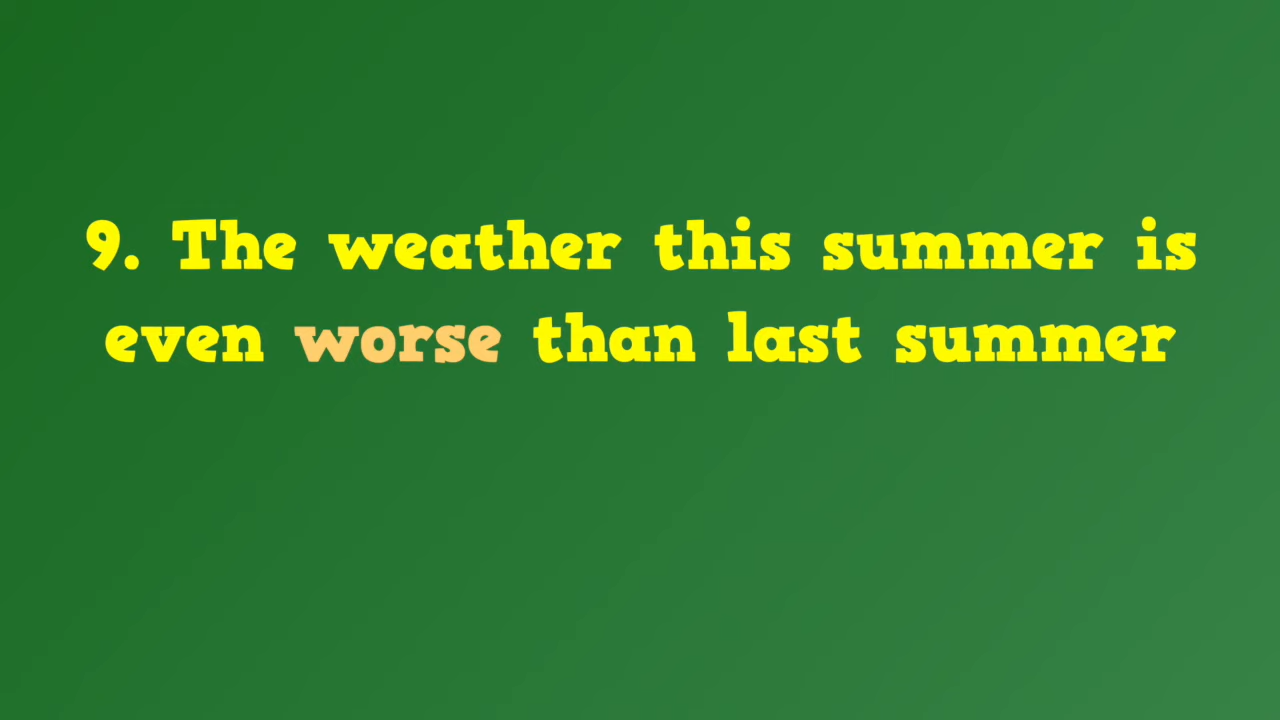 9. The weather this summer is
even worse than last summer